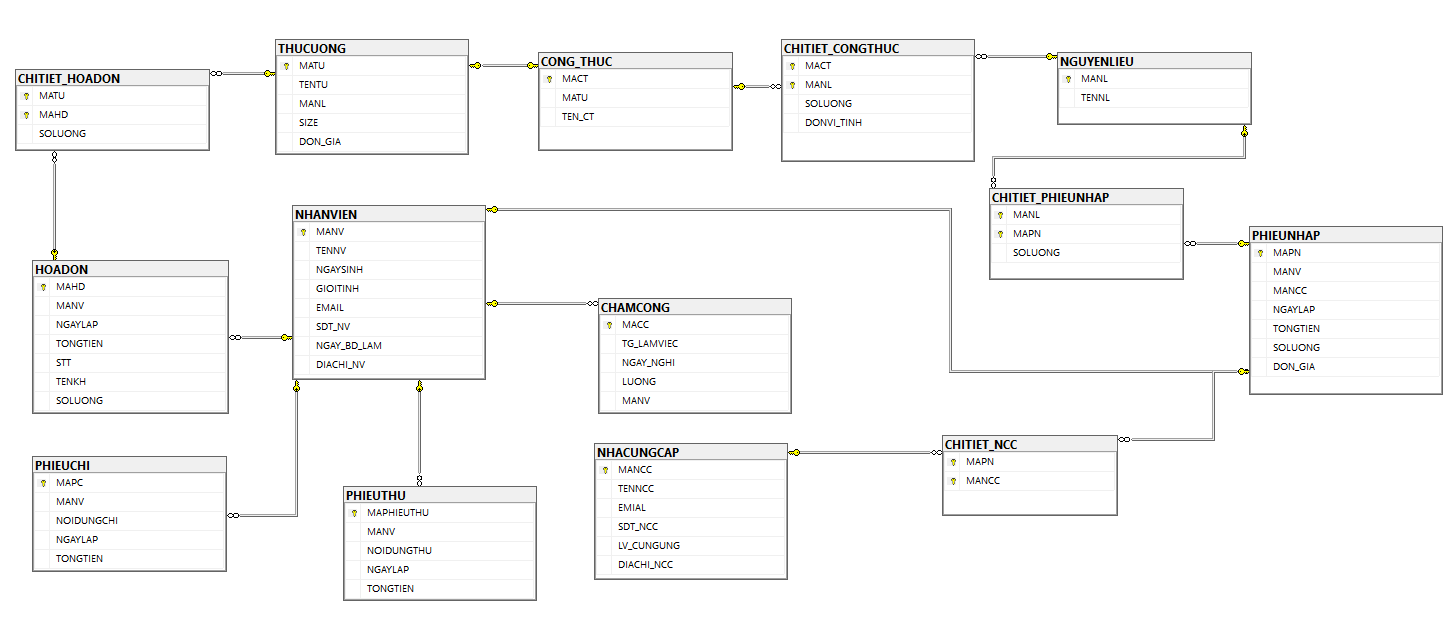 CHITIET_HOADON
MATU
MAHD
SOLUONG
THUCUONG
MATU
TENTU
MANL
SIZE
DON_GIA
CONG_THUC
MACT
MATU
TEN_CT
CHITIET_CONGTHUC
MACT
MANL
SOLUONG
DONVI_TINH
NGUYENLIEU
MANL
TENNL
CHITIET_PHIEUNHAP
MANL
MAPN
SOLUONG
PHIEUNHAP
MAPN
MANV
MANCC
NGAYLAP
TONGTIEN
SOLUONG
DON_GIA
NHANVIEN
MANV
TENNV
NGAYSINH
GIOITINH
EMAIL
SDT_NV
NGAY_BD_LAM
DIACHI_NV
HOADON
MAHD
MANV
NGAYLAP
TONGTIEN
STT
TENKH
SOLUONG
CHAMCONG
MACC
TG_LAMVIEC
NGAY_NGHI
LUONG
MANV
PHIEUCHI
MAPC
MANV
NOIDUNGCHI
NGAYLAP
TONGTIEN
PHIEUTHU
MAPHIEUTHU
MANV
NOIDUNGTHU
NGAYLAP
TONGTIEN
NHACUNGCAP
MANCC
TENNCC
EMIAL
SDT_NCC
LV_CUNGUNG
DIACHI_NCC
CHITIET_NCC
MAPN
MANCC